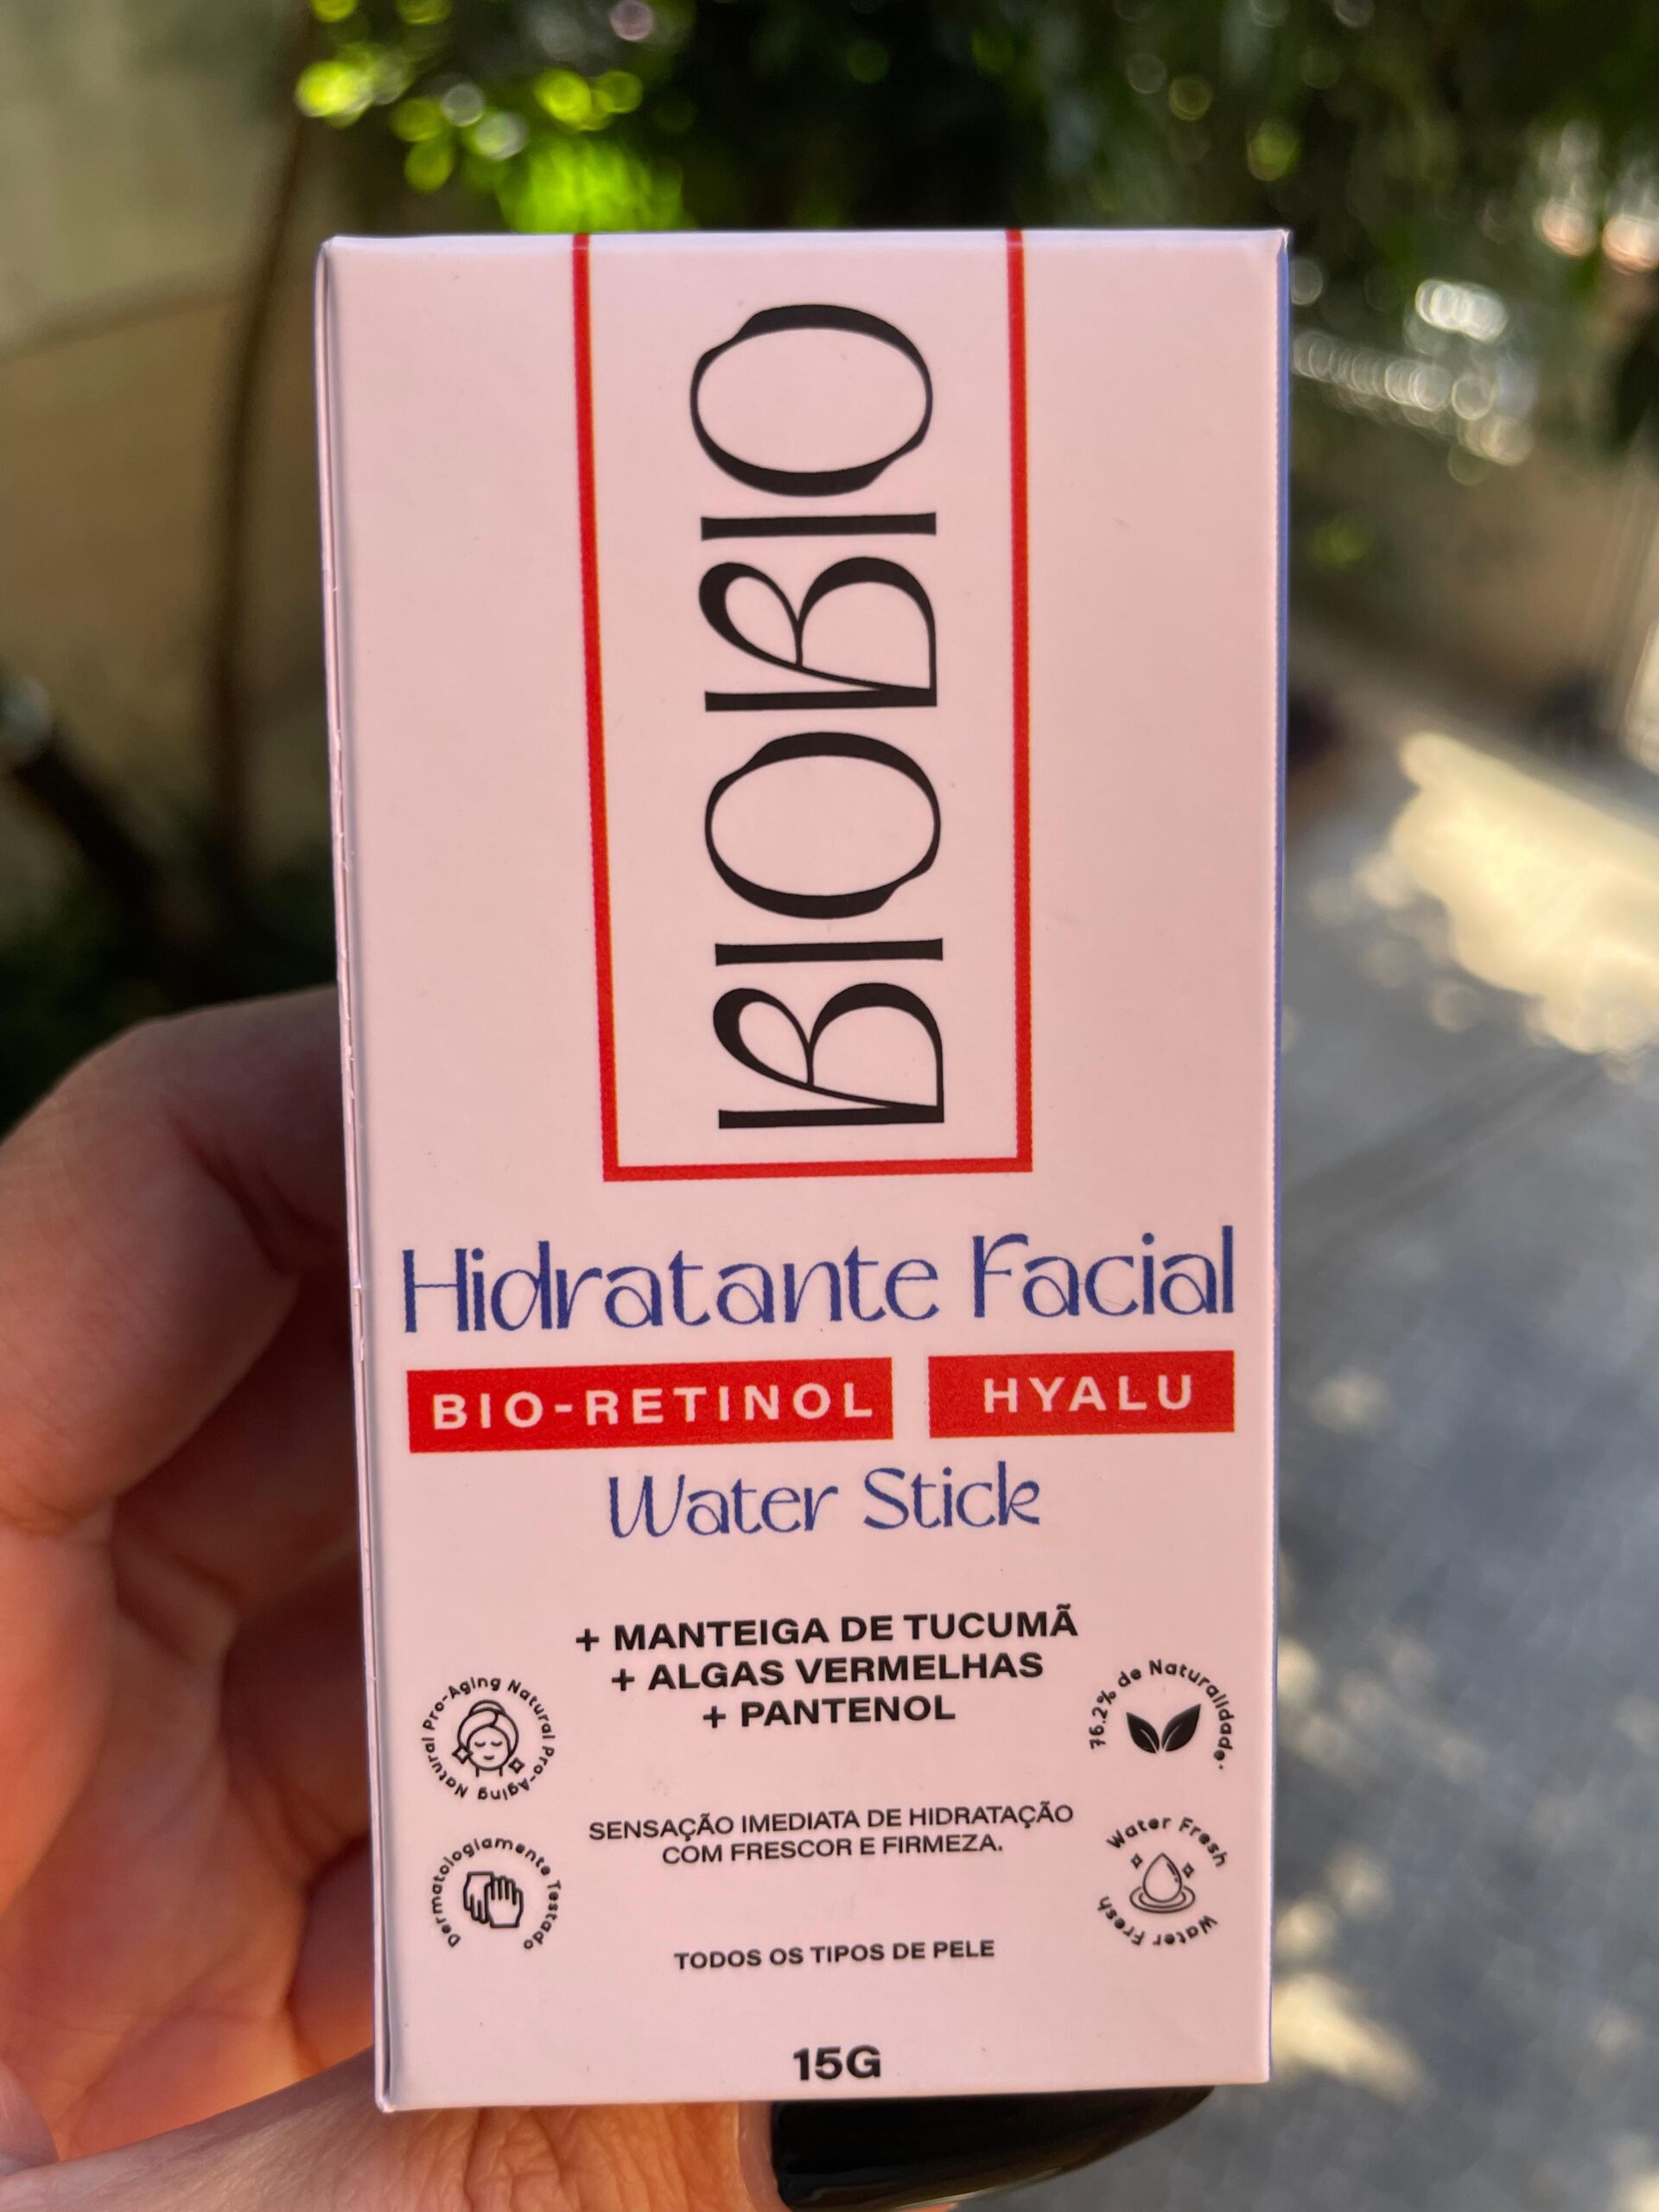 BIOBIO
Hidratante Facial
BIO-RETINOL HYALU
Water Stick
+ MANTEIGA DE TUCUMÃ
+ ALGAS VERMELHAS
+ PANTENOL
Natural Pro-Aging Natural Pro-Aging
76.2% de Naturalidade.
SENSAÇÃO IMEDIATA DE HIDRATAÇÃO
COM FRESCOR E FIRMEZA.
Dermatologiamente Testado
Water Fresh Water Fresh
TODOS OS TIPOS DE PELE
15G